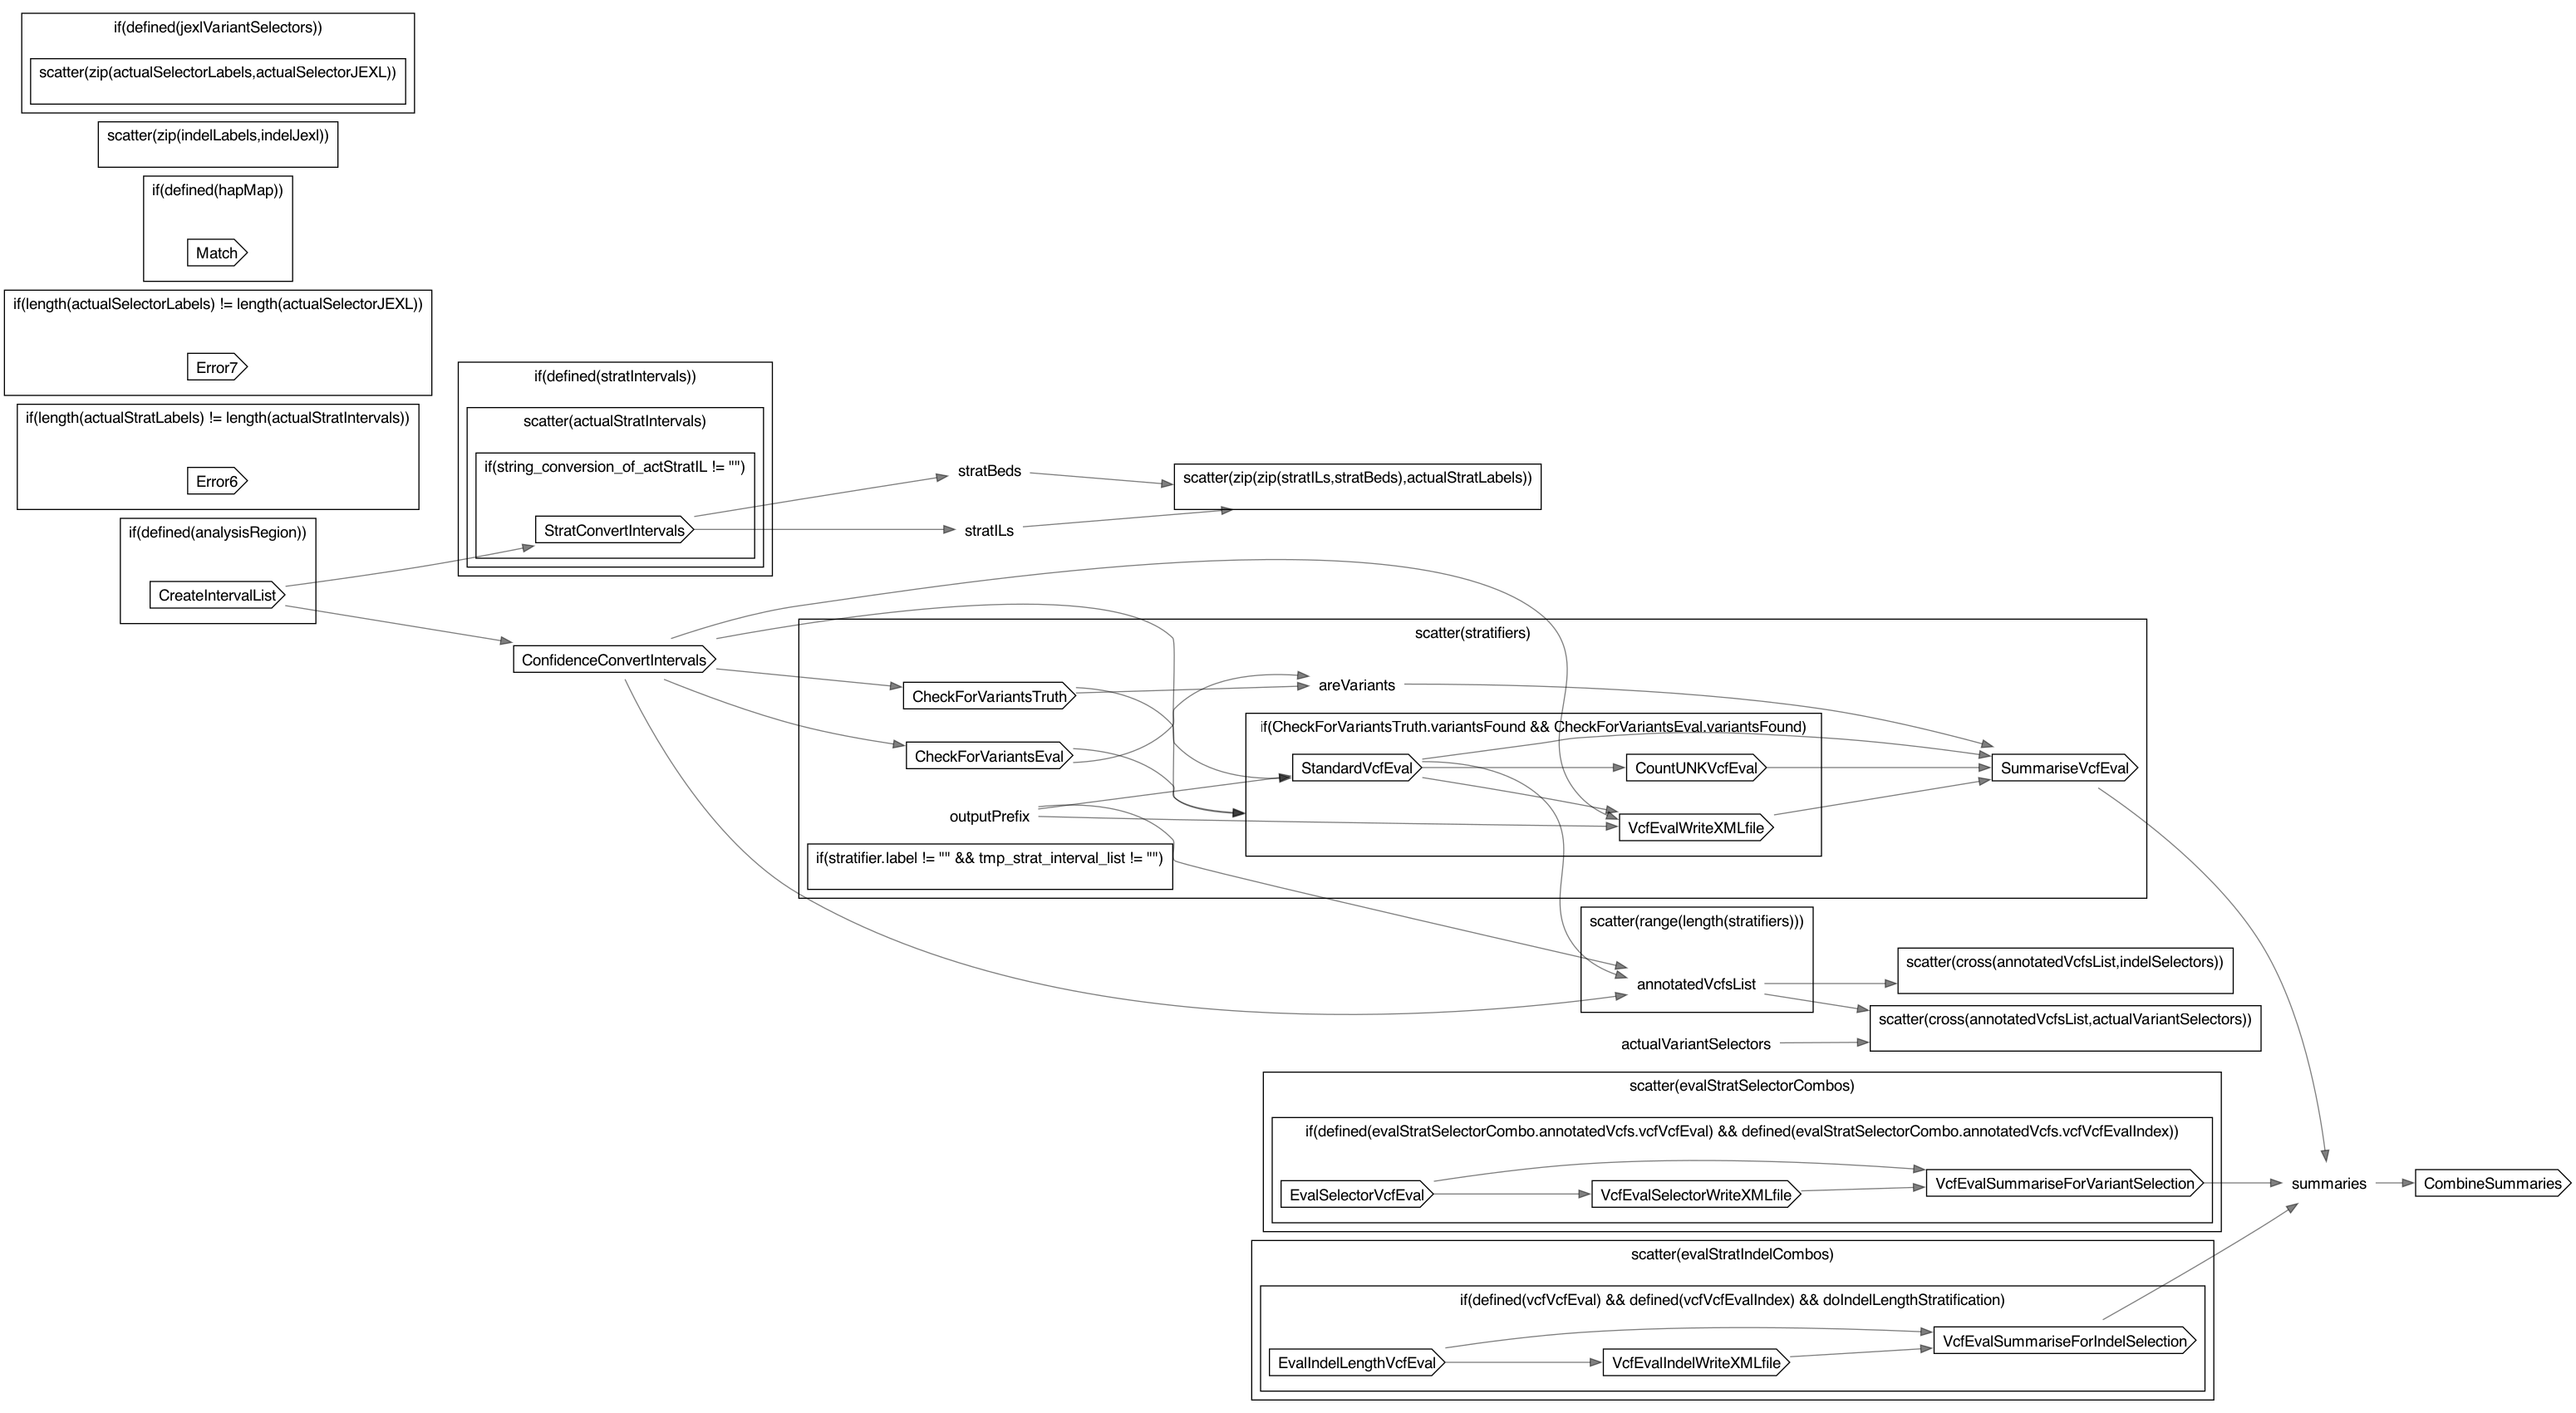 if(defined(jexlVariantSelectors))
scatter(zip(actualSelectorLabels,actualSelectorJEXL))
scatter(zip(indelLabels,indelJexl))
if(defined(hapMap))
Match
if(length(actualSelectorLabels) != length(actualSelectorJEXL))
Error7
if(length(actualStratLabels) != length(actualStratIntervals))
Error6
if(defined(analysisRegion))
CreateIntervalList
if(defined(stratIntervals))
scatter(actualStratIntervals)
if(string_conversion_of_actStratIL != "")
StratConvertIntervals
stratBeds
stratILs
scatter(zip(zip(stratILs,stratBeds),actualStratLabels))
ConfidenceConvertIntervals
scatter(stratifiers)
CheckForVariantsTruth
CheckForVariantsEval
outputPrefix
if(stratifier.label != "" && tmp_strat_interval_list != "")
areVariants
if(CheckForVariantsTruth.variantsFound && CheckForVariantsEval.variantsFound)
StandardVcfEval
CountUNKVcfEval
VcfEvalWriteXMLfile
SummariseVcfEval
scatter(range(length(stratifiers)))
annotatedVcfsList
actualVariantSelectors
scatter(cross(annotatedVcfsList,indelSelectors))
scatter(cross(annotatedVcfsList,actualVariantSelectors))
scatter(evalStratSelectorCombos)
if(defined(evalStratSelectorCombo.annotatedVcfs.vcfVcfEval) && defined(evalStratSelectorCombo.annotatedVcfs.vcfVcfEvalIndex))
EvalSelectorVcfEval
VcfEvalSelectorWriteXMLfile
VcfEvalSummariseForVariantSelection
summaries
CombineSummaries
scatter(evalStratIndelCombos)
if(defined(vcfVcfEval) && defined(vcfVcfEvalIndex) && doIndelLengthStratification)
EvalIndelLengthVcfEval
VcfEvalIndelWriteXMLfile
VcfEvalSummariseForIndelSelection